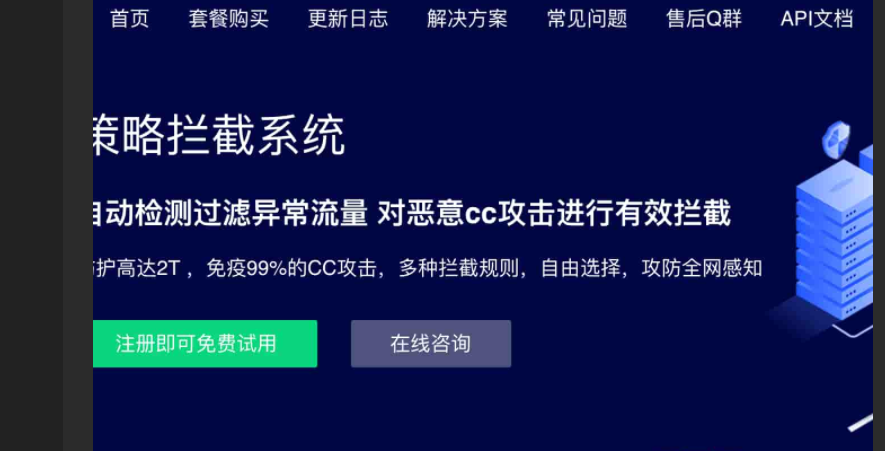 首页 套餐购买 更新日志 解决方案 常见问题 售后Q群 API文档
策略拦截系统
自动检测过滤异常流量 对恶意cc攻击进行有效拦截
护高达2T ，免疫99%的CC攻击，多种拦截规则，自由选择，攻防全网感知
注册即可免费试用 在线咨询